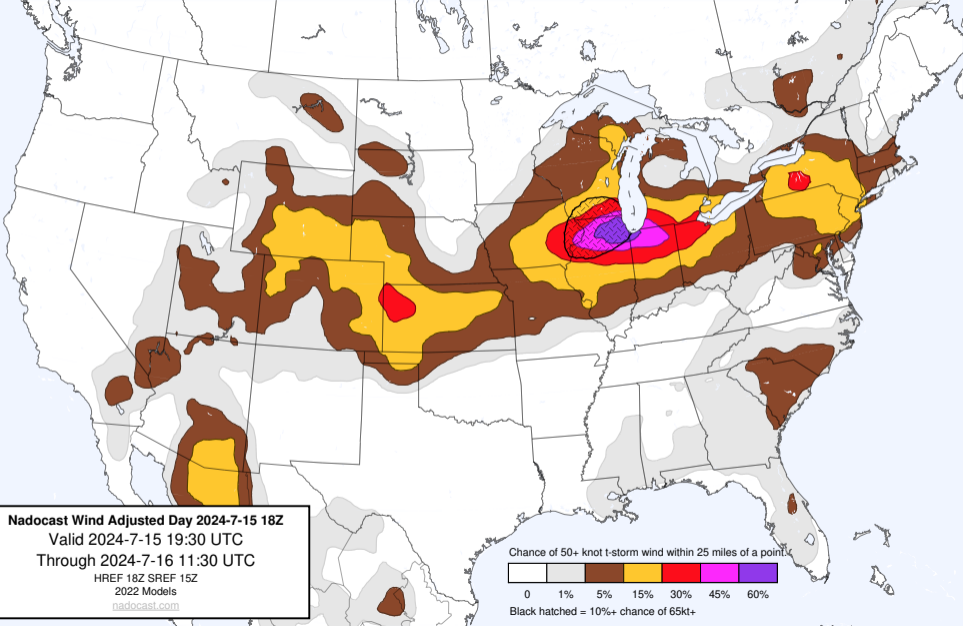 Nadocast Wind Adjusted Day 2024-7-15 18Z
Valid 2024-7-15 19:30 UTC
Through 2024-7-16 11:30 UTC
HREF 18Z SREF 15Z
2022 Models
nadocast.com
Chance of 50+ knot t-storm wind within 25 miles of a point.
0 1% 5% 15% 30% 45% 60%
Black hatched = 10%+ chance of 65kt+